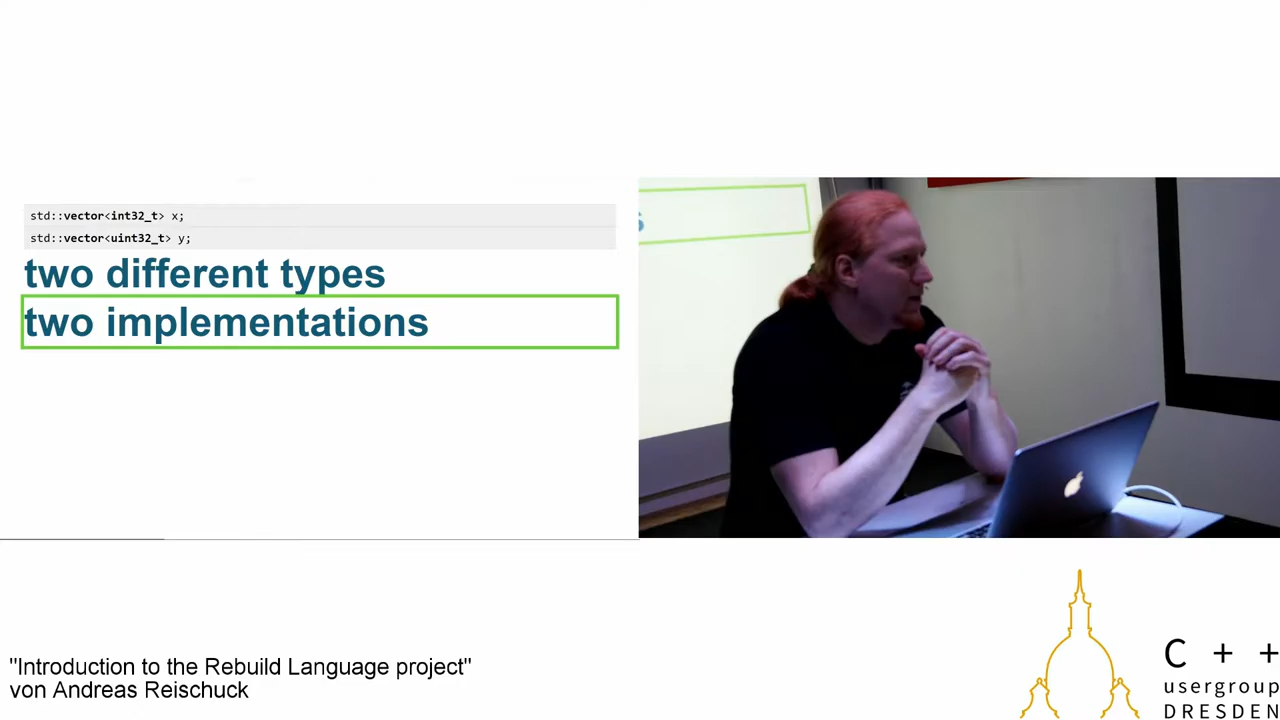 std::vector<int32_t> x;
std::vector<uint32_t> y;
two different types
two implementations
"Introduction to the Rebuild Language project"
von Andreas Reischuck
C + +
usergroup
DRESDEN